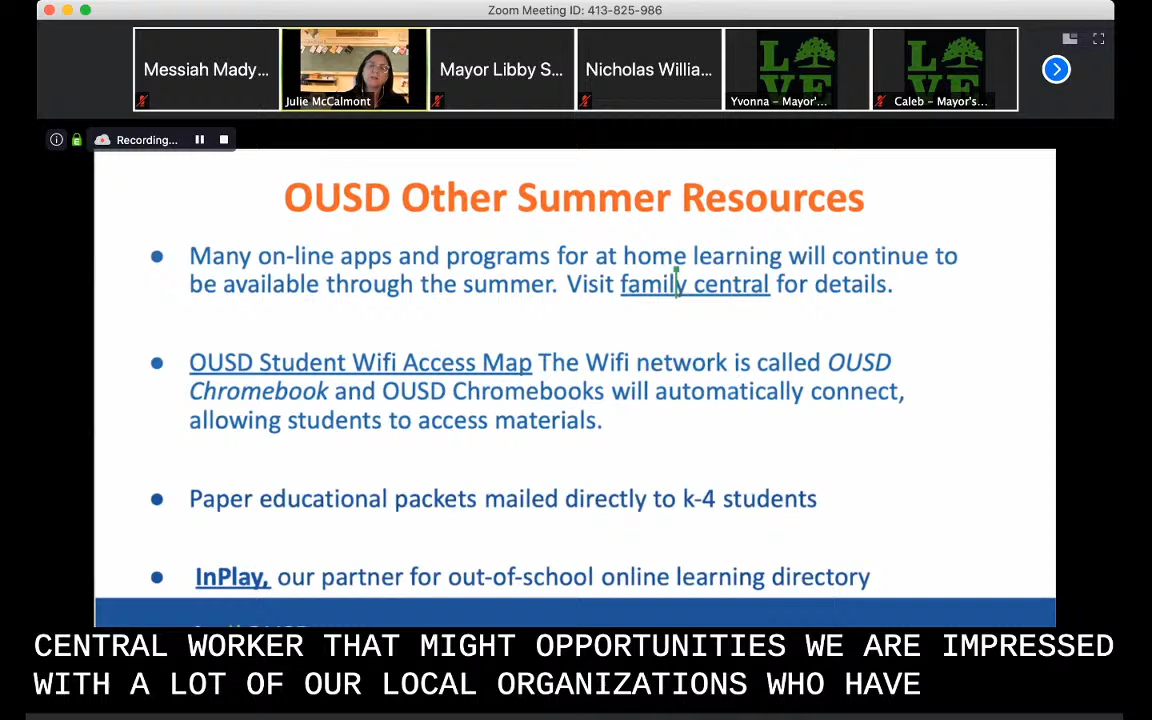 Zoom Meeting ID: 413-825-986
Messiah Mady...
Julie McCalmont
Mayor Libby S...
Nicholas Willia...
LOVE
Yvonna – Mayor'...
LOVE
Caleb – Mayor's...
Recording...
OUSD Other Summer Resources
Many on-line apps and programs for at home learning will continue to
be available through the summer. Visit family central for details.
OUSD Student Wifi Access Map The Wifi network is called OUSD
Chromebook and OUSD Chromebooks will automatically connect,
allowing students to access materials.
Paper educational packets mailed directly to k-4 students
InPlay, our partner for out-of-school online learning directory
CENTRAL WORKER THAT MIGHT OPPORTUNITIES WE ARE IMPRESSED
WITH A LOT OF OUR LOCAL ORGANIZATIONS WHO HAVE